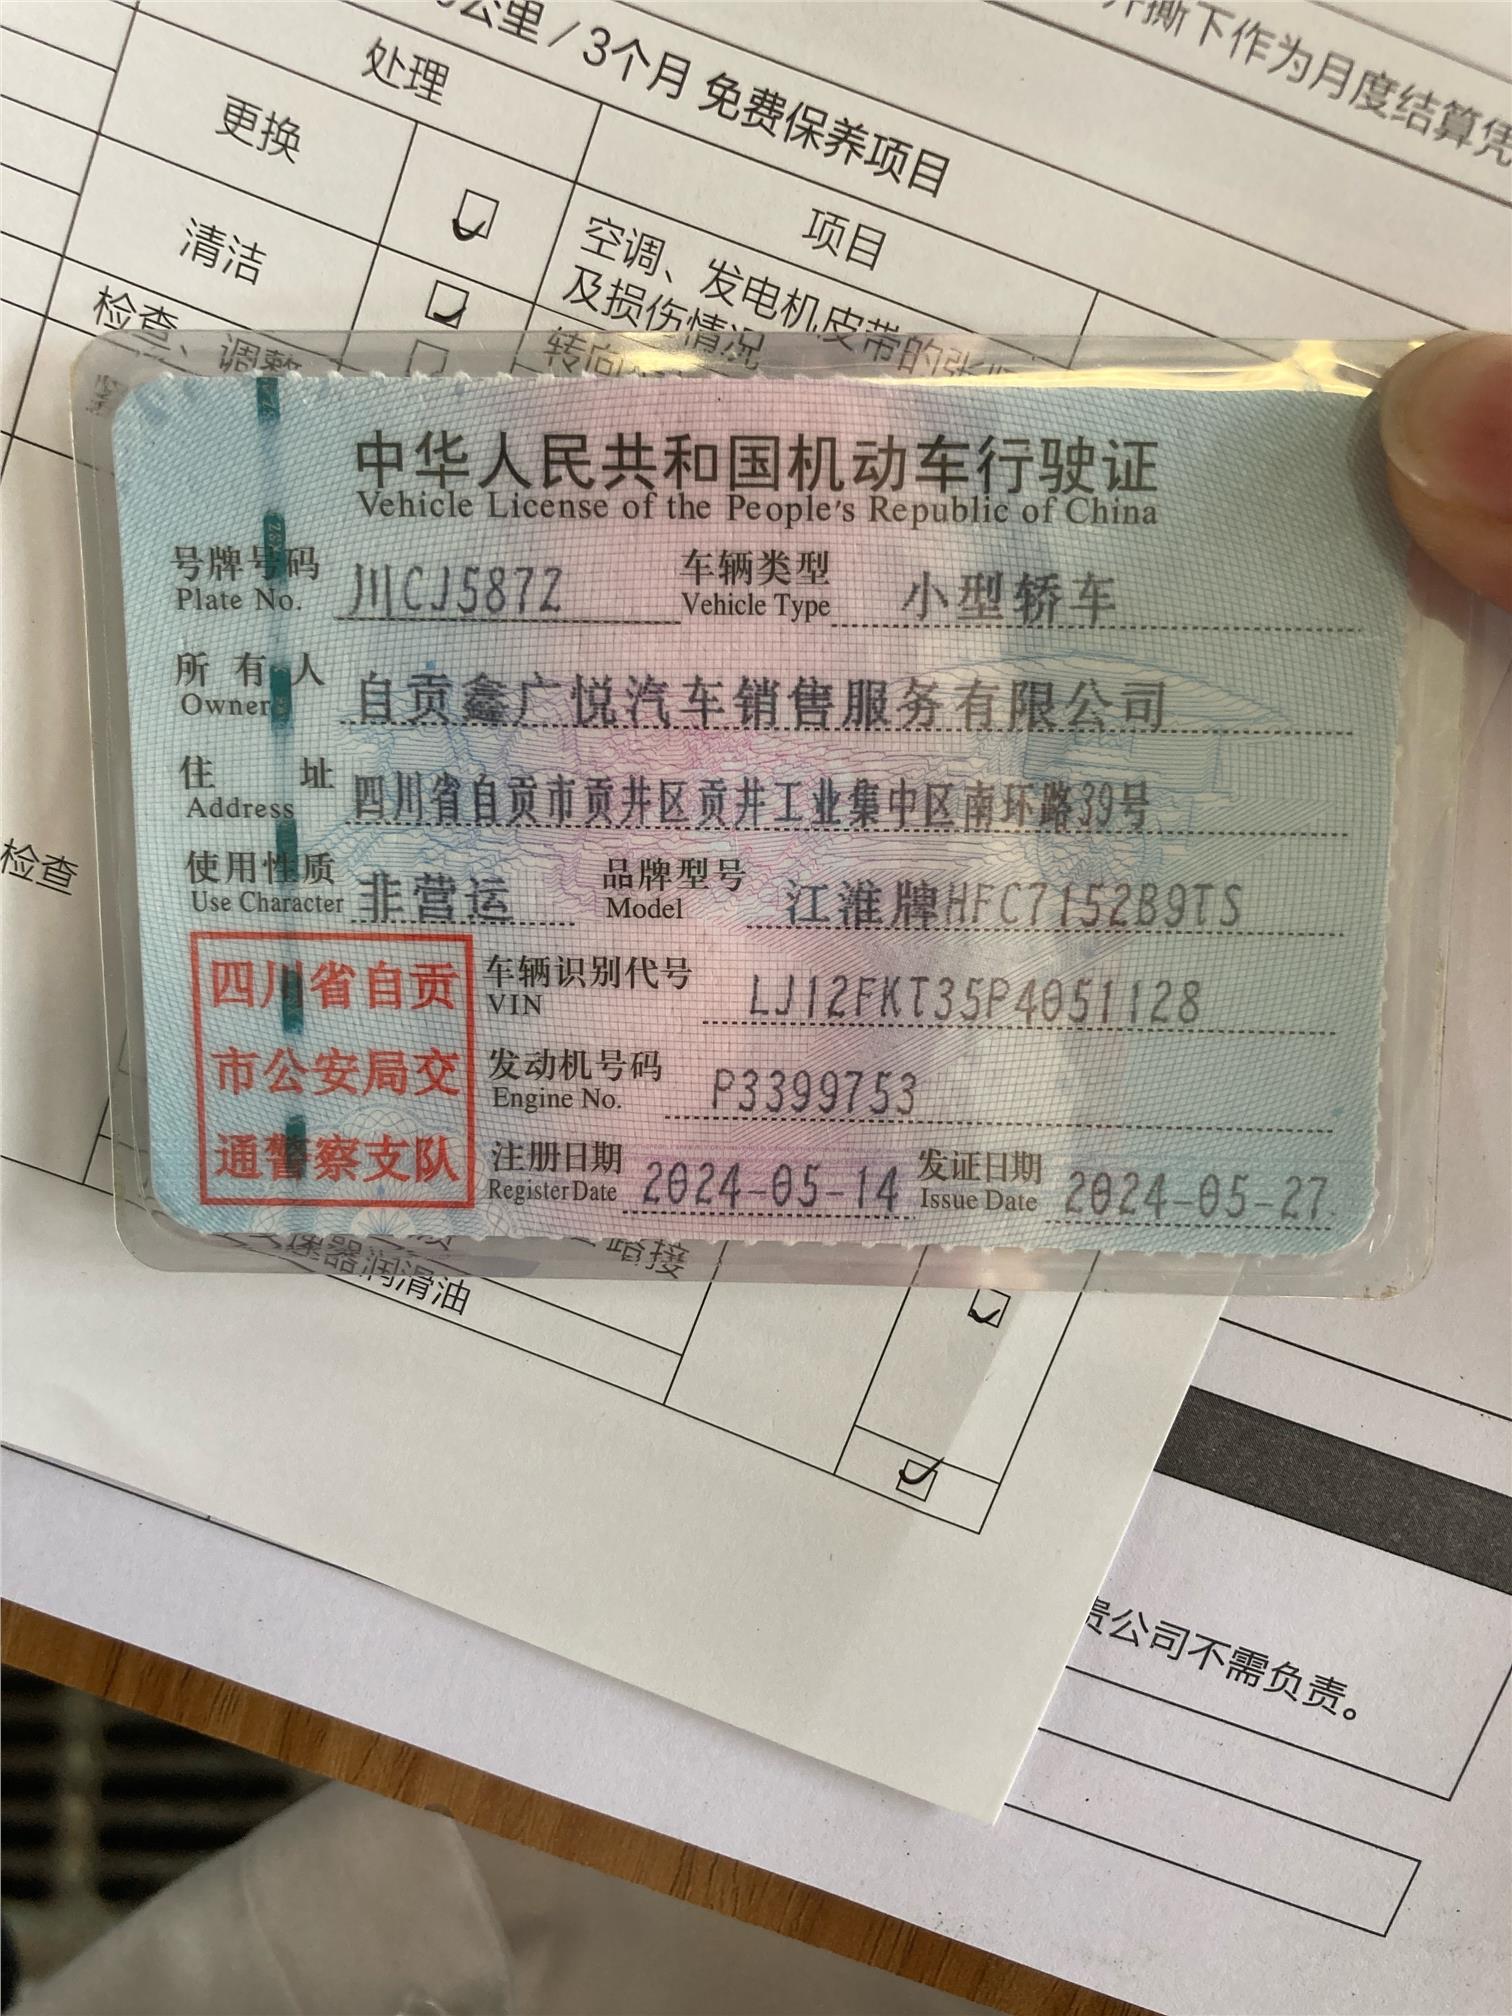 并撕下作为月度结算凭
公里 / 3个月 免费保养项目
处理
更换
项目
清洁
空调、发电机皮带的张
及损伤情况
检查、调整
转向
中华人民共和国机动车行驶证
Vehicle License of the People's Republic of China
号牌号码 川CJ587Z 车辆类型 小型轿车
Plate No. Vehicle Type
所有人 自贡鑫广悦汽车销售服务有限公司
Owner
住址 四川省自贡市贡井区贡井工业集中区南环路39号
Address
检查
使用性质 非营运 品牌型号 江淮牌HFC7152B9TS
Use Character Model
四川省自贡
市公安局交
通警察支队
车辆识别代号 LJ12FKT35P4051128
VIN
发动机号码 P3399753
Engine No.
注册日期 2024-05-14 发证日期 2024-05-27
Register Date Issue Date
变速器润滑油
路接
贵公司不需负责。